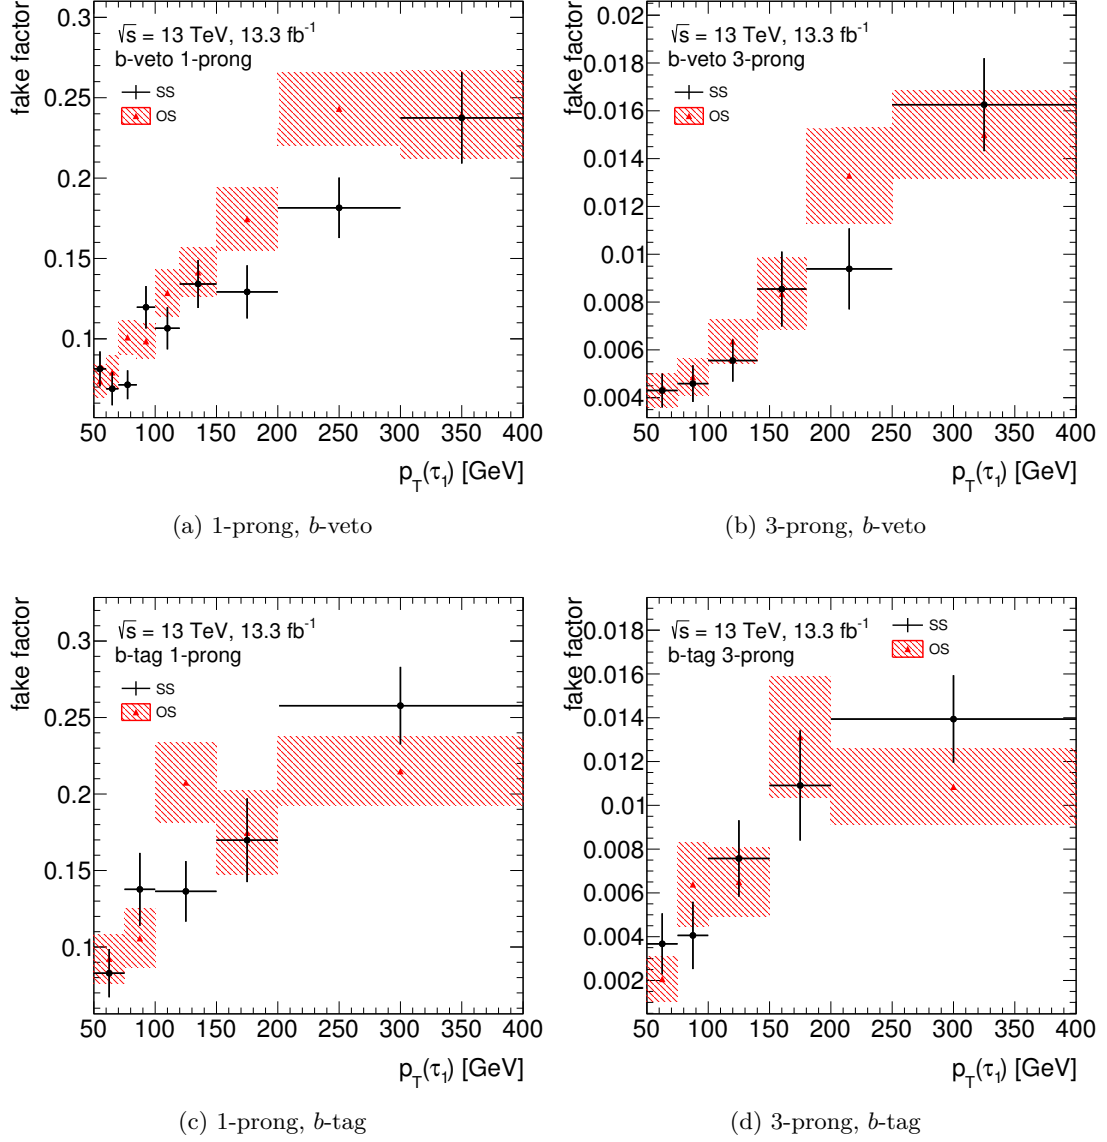 fake factor
0.3
0.25
0.2
0.15
0.1
√s = 13 TeV, 13.3 fb⁻¹
b-veto 1-prong
SS
OS
50 100 150 200 250 300 350 400
p_T(τ₁) [GeV]
(a) 1-prong, b-veto
fake factor
0.02
0.018
0.016
0.014
0.012
0.01
0.008
0.006
0.004
√s = 13 TeV, 13.3 fb⁻¹
b-veto 3-prong
SS
OS
50 100 150 200 250 300 350 400
p_T(τ₁) [GeV]
(b) 3-prong, b-veto
fake factor
0.3
0.25
0.2
0.15
0.1
√s = 13 TeV, 13.3 fb⁻¹
b-tag 1-prong
SS
OS
50 100 150 200 250 300 350 400
p_T(τ₁) [GeV]
(c) 1-prong, b-tag
fake factor
0.018
0.016
0.014
0.012
0.01
0.008
0.006
0.004
0.002
√s = 13 TeV, 13.3 fb⁻¹
b-tag 3-prong
SS
OS
50 100 150 200 250 300 350 400
p_T(τ₁) [GeV]
(d) 3-prong, b-tag